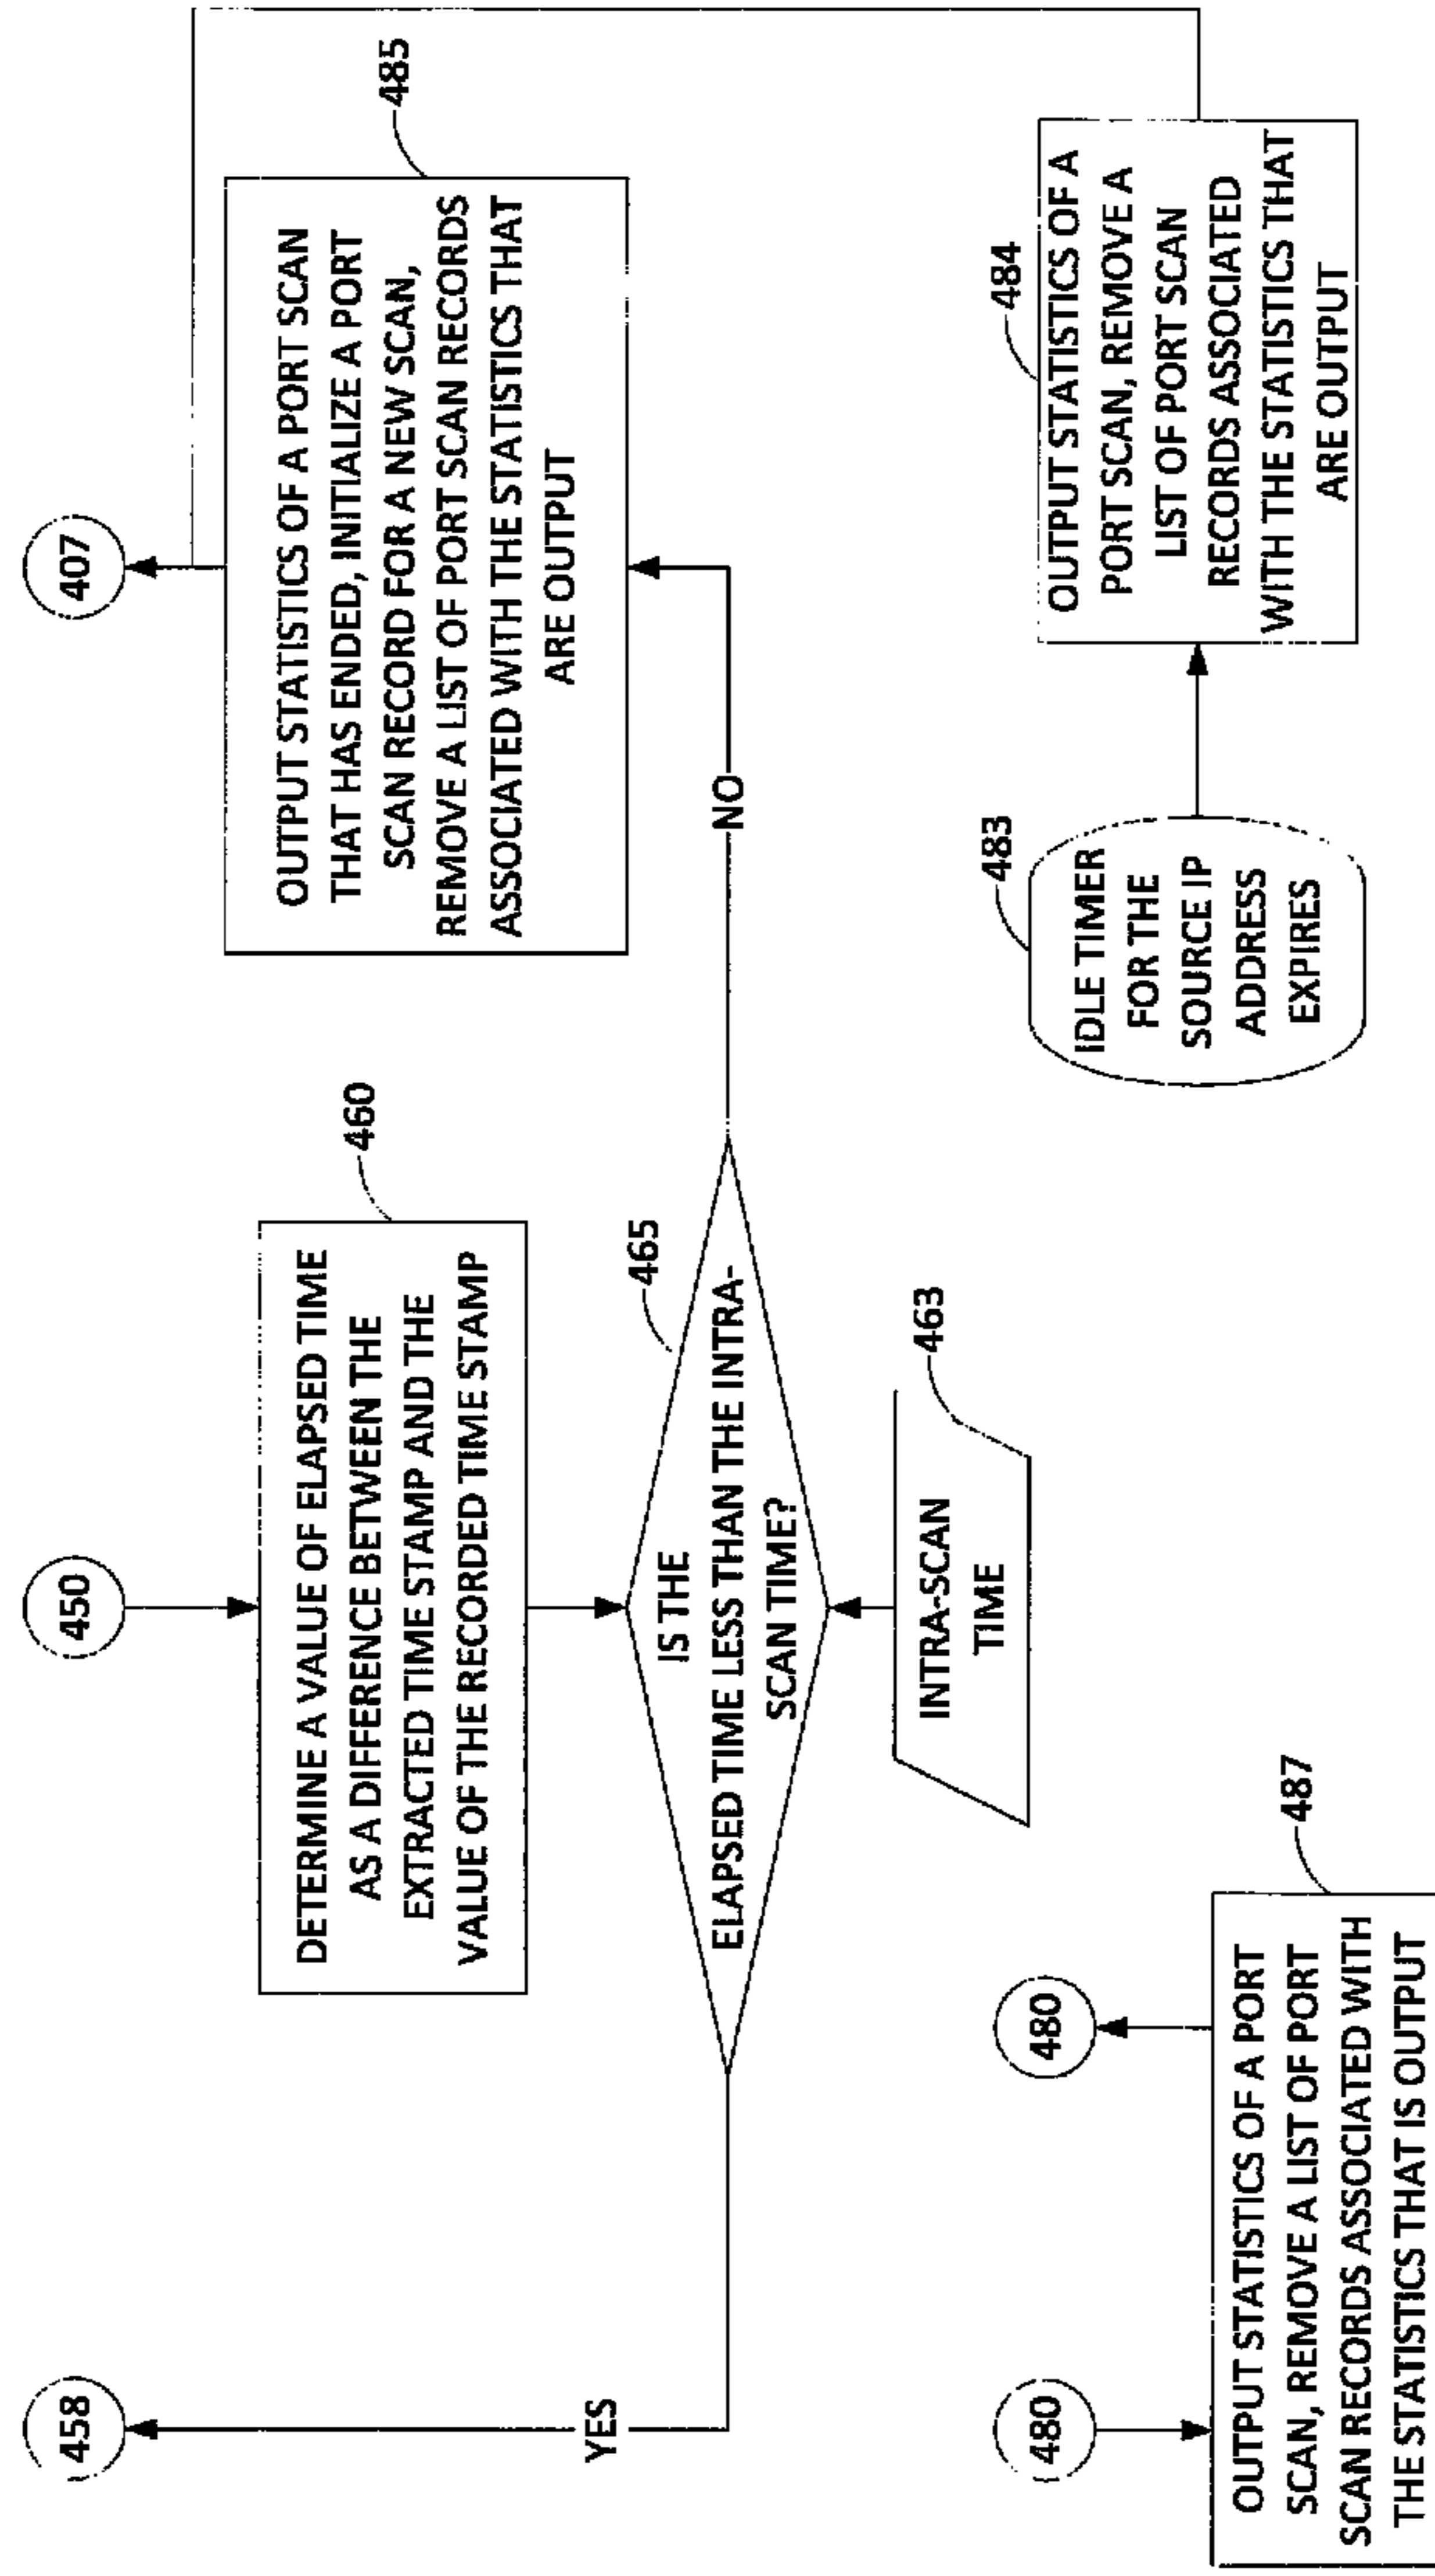 458
450
407
YES
DETERMINE A VALUE OF ELAPSED TIME
AS A DIFFERENCE BETWEEN THE
EXTRACTED TIME STAMP AND THE
VALUE OF THE RECORDED TIME STAMP
460
IS THE
ELAPSED TIME LESS THAN THE INTRA-
SCAN TIME?
465
INTRA-SCAN
TIME
463
NO
OUTPUT STATISTICS OF A PORT SCAN
THAT HAS ENDED, INITIALIZE A PORT
SCAN RECORD FOR A NEW SCAN,
REMOVE A LIST OF PORT SCAN RECORDS
ASSOCIATED WITH THE STATISTICS THAT
ARE OUTPUT
485
480
480
OUTPUT STATISTICS OF A PORT
SCAN, REMOVE A LIST OF PORT
SCAN RECORDS ASSOCIATED WITH
THE STATISTICS THAT IS OUTPUT
487
IDLE TIMER
FOR THE
SOURCE IP
ADDRESS
EXPIRES
483
OUTPUT STATISTICS OF A
PORT SCAN, REMOVE A
LIST OF PORT SCAN
RECORDS ASSOCIATED
WITH THE STATISTICS THAT
ARE OUTPUT
484